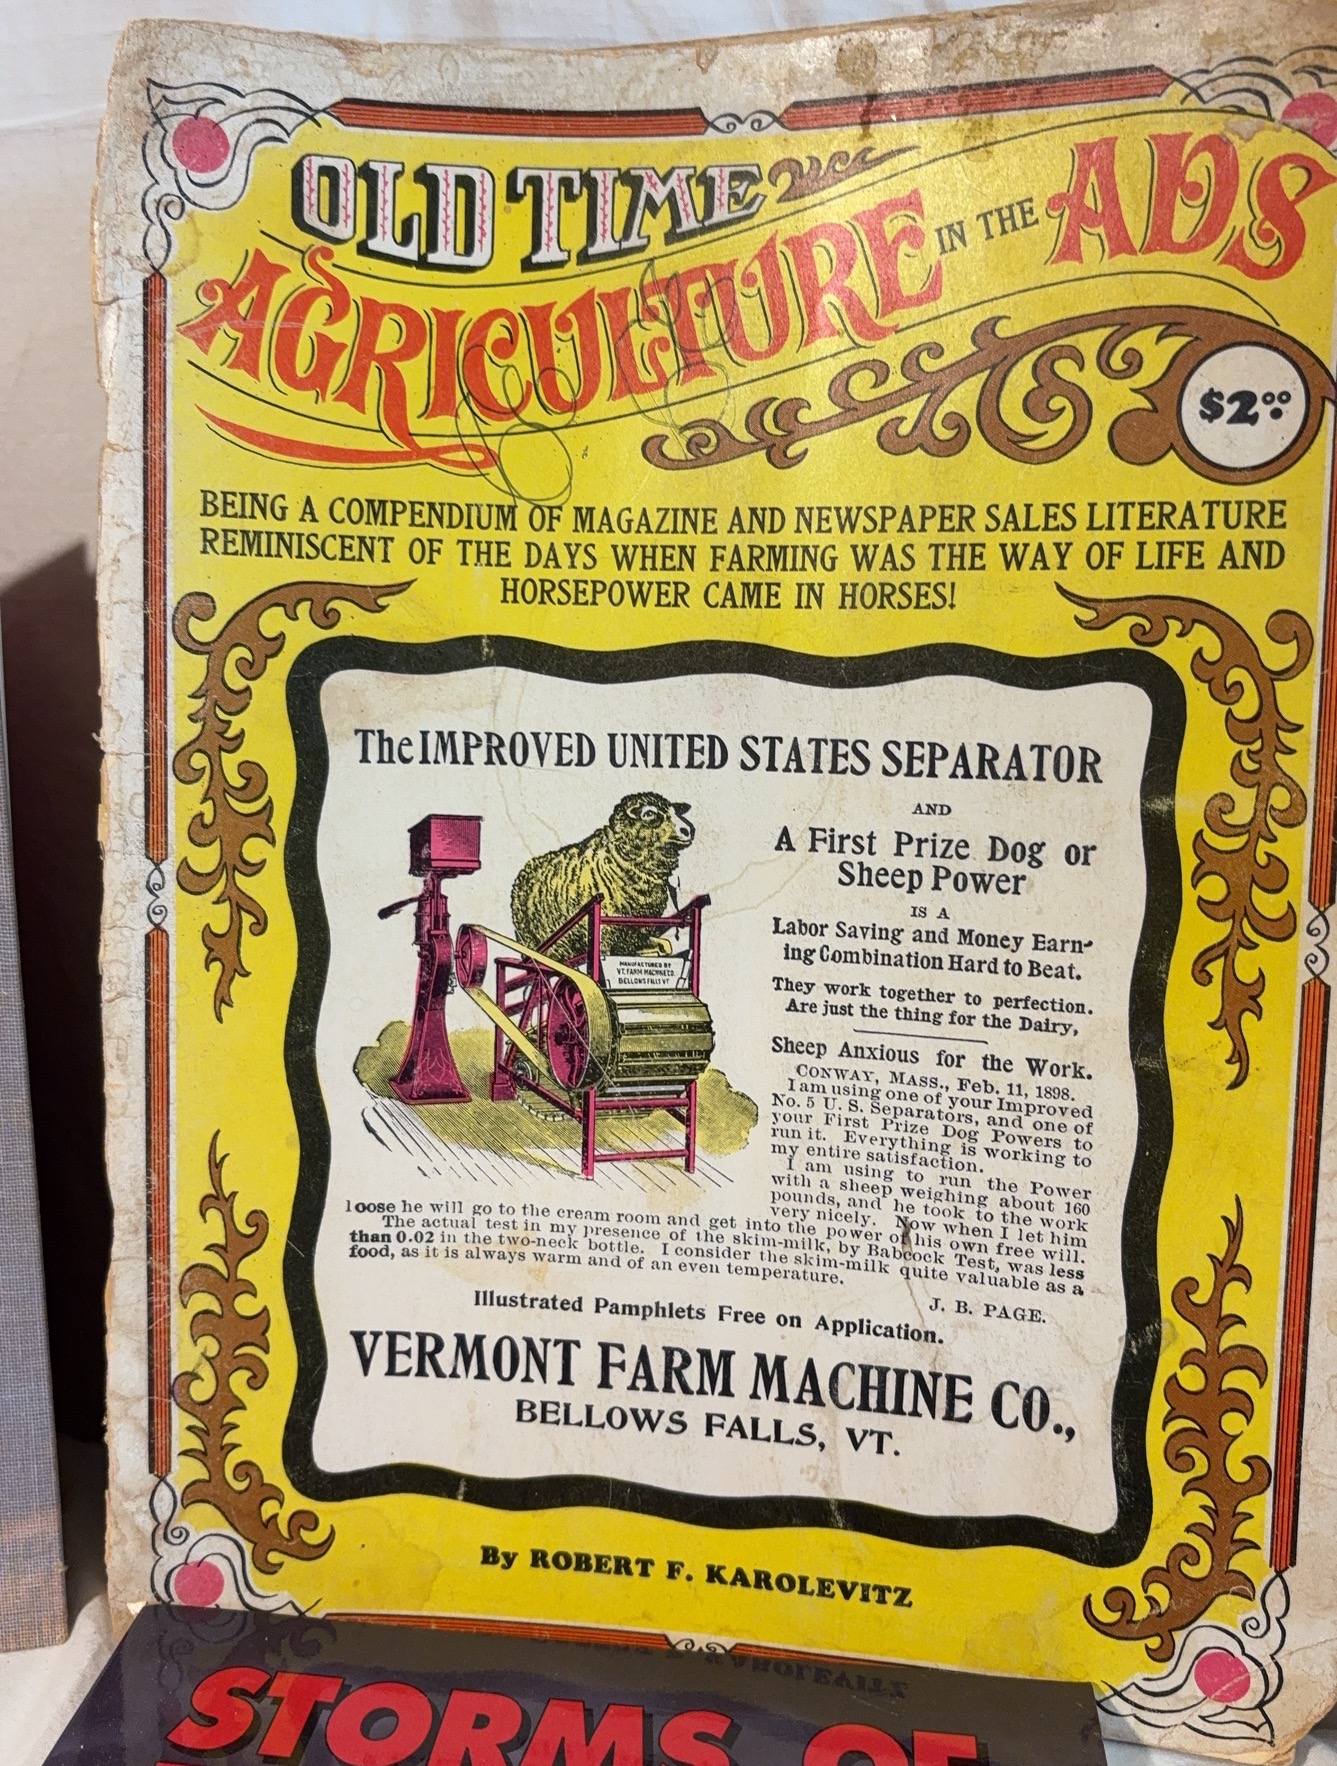 OLD TIME
AGRICULTURE IN THE ADS
$2.00
BEING A COMPENDIUM OF MAGAZINE AND NEWSPAPER SALES LITERATURE
REMINISCENT OF THE DAYS WHEN FARMING WAS THE WAY OF LIFE AND
HORSEPOWER CAME IN HORSES!
The IMPROVED UNITED STATES SEPARATOR
AND
A First Prize Dog or
Sheep Power
IS A
Labor Saving and Money Earn-
ing Combination Hard to Beat.
They work together to perfection.
Are just the thing for the Dairy,
MANUFACTURED BY
VT. FARM MACHINE CO.
BELLOWS FALLS VT
Sheep Anxious for the Work.
CONWAY, MASS., Feb. 11, 1898.
I am using one of your Improved
No. 5 U. S. Separators, and one of
your First Prize Dog Powers to
run it. Everything is working to
my entire satisfaction.
I am using to run the Power
with a sheep weighing about 160
pounds, and he took to the work
very nicely. Now when I let him
loose he will go to the cream room and get into the power of his own free will.
The actual test in my presence of the skim-milk, by Babcock Test, was less
than 0.02 in the two-neck bottle. I consider the skim-milk quite valuable as a
food, as it is always warm and of an even temperature.
J. B. PAGE.
Illustrated Pamphlets Free on Application.
VERMONT FARM MACHINE CO.,
BELLOWS FALLS, VT.
By ROBERT F. KAROLEVITZ
STORMS OF